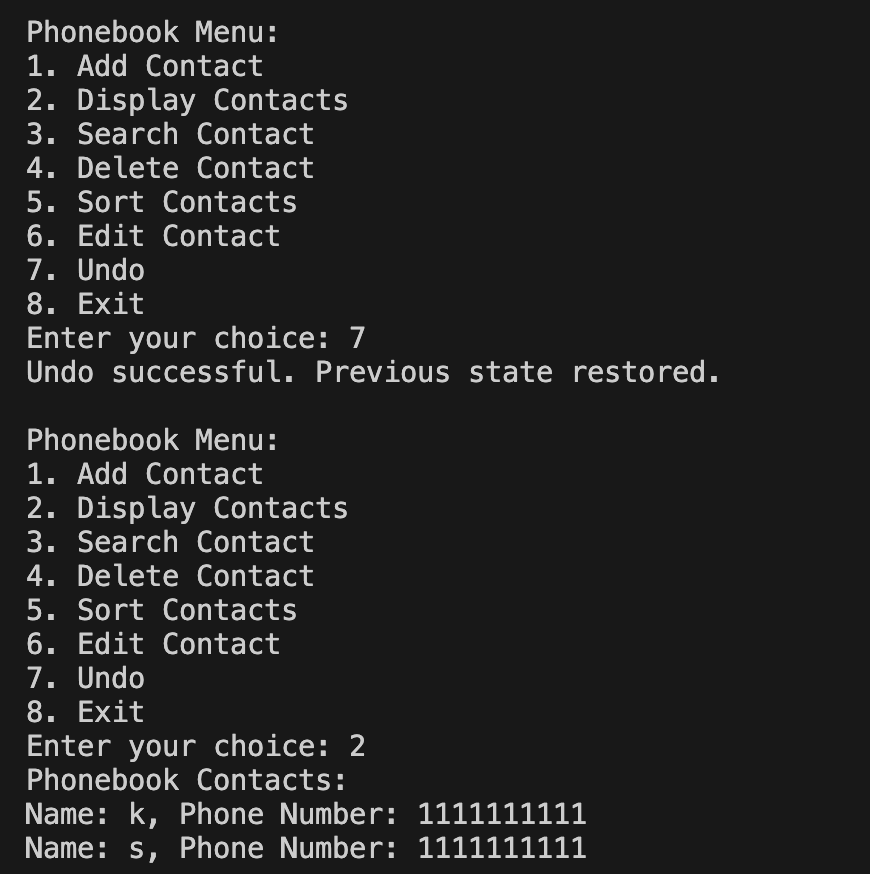 Phonebook Menu:
1. Add Contact
2. Display Contacts
3. Search Contact
4. Delete Contact
5. Sort Contacts
6. Edit Contact
7. Undo
8. Exit
Enter your choice: 7
Undo successful. Previous state restored.
Phonebook Menu:
1. Add Contact
2. Display Contacts
3. Search Contact
4. Delete Contact
5. Sort Contacts
6. Edit Contact
7. Undo
8. Exit
Enter your choice: 2
Phonebook Contacts:
Name: k, Phone Number: 1111111111
Name: s, Phone Number: 1111111111